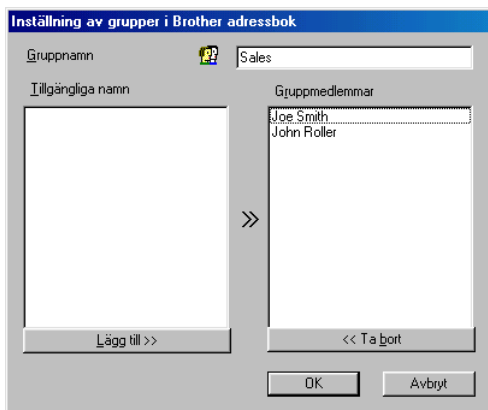 Inställning av grupper i Brother adressbok
Gruppnamn
Sales
Tillgängliga namn
Gruppmedlemmar
Joe Smith
John Roller
Lägg till >>
<< Ta bort
OK
Avbryt